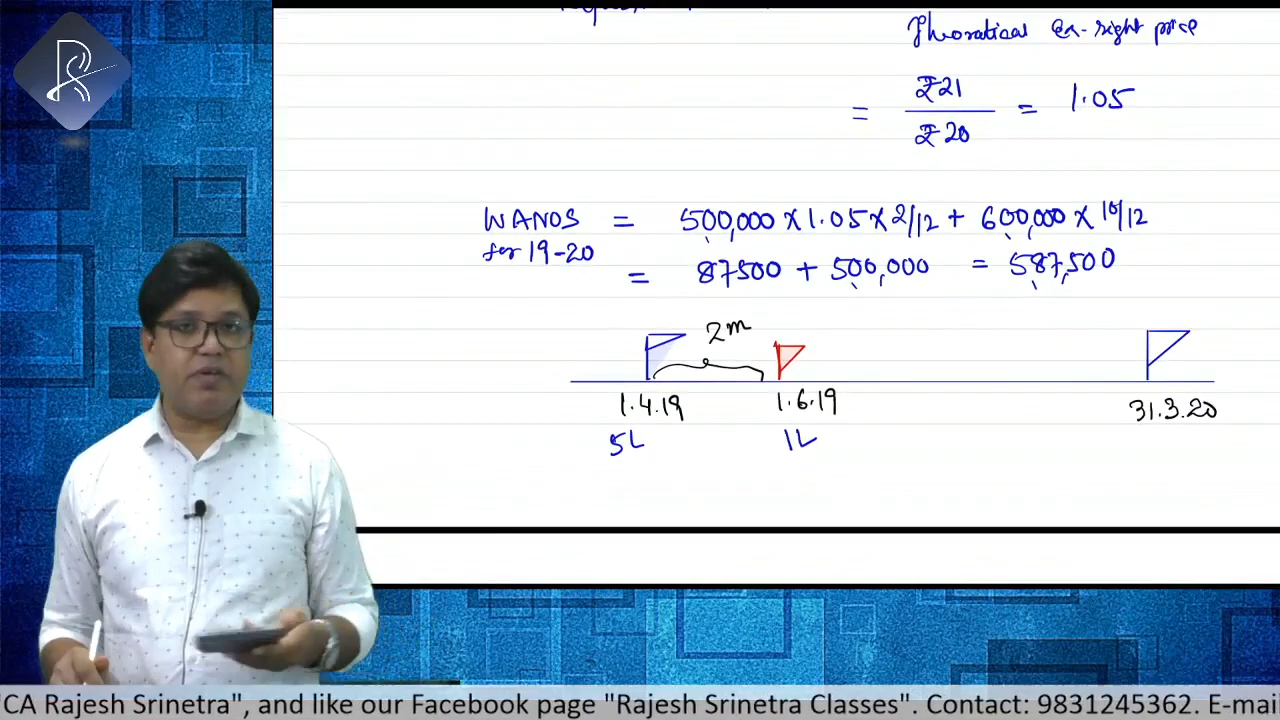 Theoratical ex-right price
= ₹21 / ₹20 = 1.05
WANOS = 500,000 × 1.05 × 2/12 + 600,000 × 10/12
for 19-20
= 87500 + 500,000 = 587,500
2m
1.4.19 1.6.19 31.3.20
5L 1L
"CA Rajesh Srinetra", and like our Facebook page "Rajesh Srinetra Classes". Contact: 9831245362. E-mai